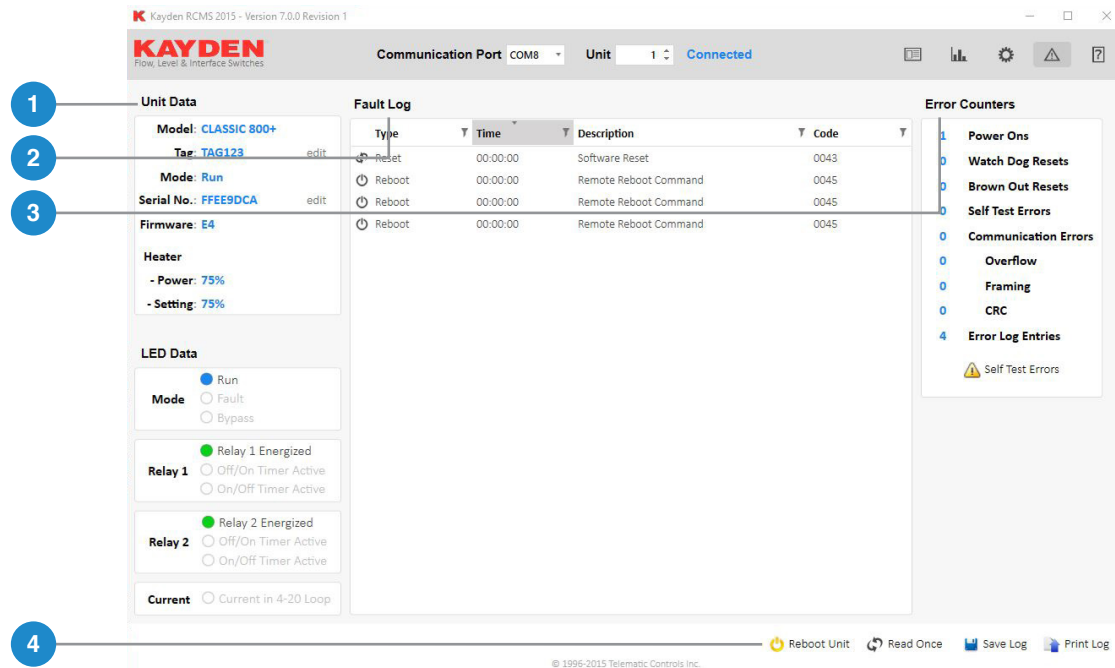 Kayden RCMS 2015 - Version 7.0.0 Revision 1
KAYDEN
Flow, Level & Interface Switches
Communication Port COM8 Unit 1 Connected
1
2
3
4
Unit Data
Model: CLASSIC 800+
Tag: TAG123 edit
Mode: Run
Serial No.: FFEE9DCA edit
Firmware: E4
Heater
- Power: 75%
- Setting: 75%
LED Data
Mode
Run
Fault
Bypass
Relay 1
Relay 1 Energized
Off/On Timer Active
On/Off Timer Active
Relay 2
Relay 2 Energized
Off/On Timer Active
On/Off Timer Active
Current Current in 4-20 Loop
Fault Log
Type Time Description Code
Reset 00:00:00 Software Reset 0043
Reboot 00:00:00 Remote Reboot Command 0045
Reboot 00:00:00 Remote Reboot Command 0045
Reboot 00:00:00 Remote Reboot Command 0045
Error Counters
1 Power Ons
0 Watch Dog Resets
0 Brown Out Resets
0 Self Test Errors
0 Communication Errors
0 Overflow
0 Framing
0 CRC
4 Error Log Entries
Self Test Errors
Reboot Unit Read Once Save Log Print Log
© 1996-2015 Telematic Controls Inc.